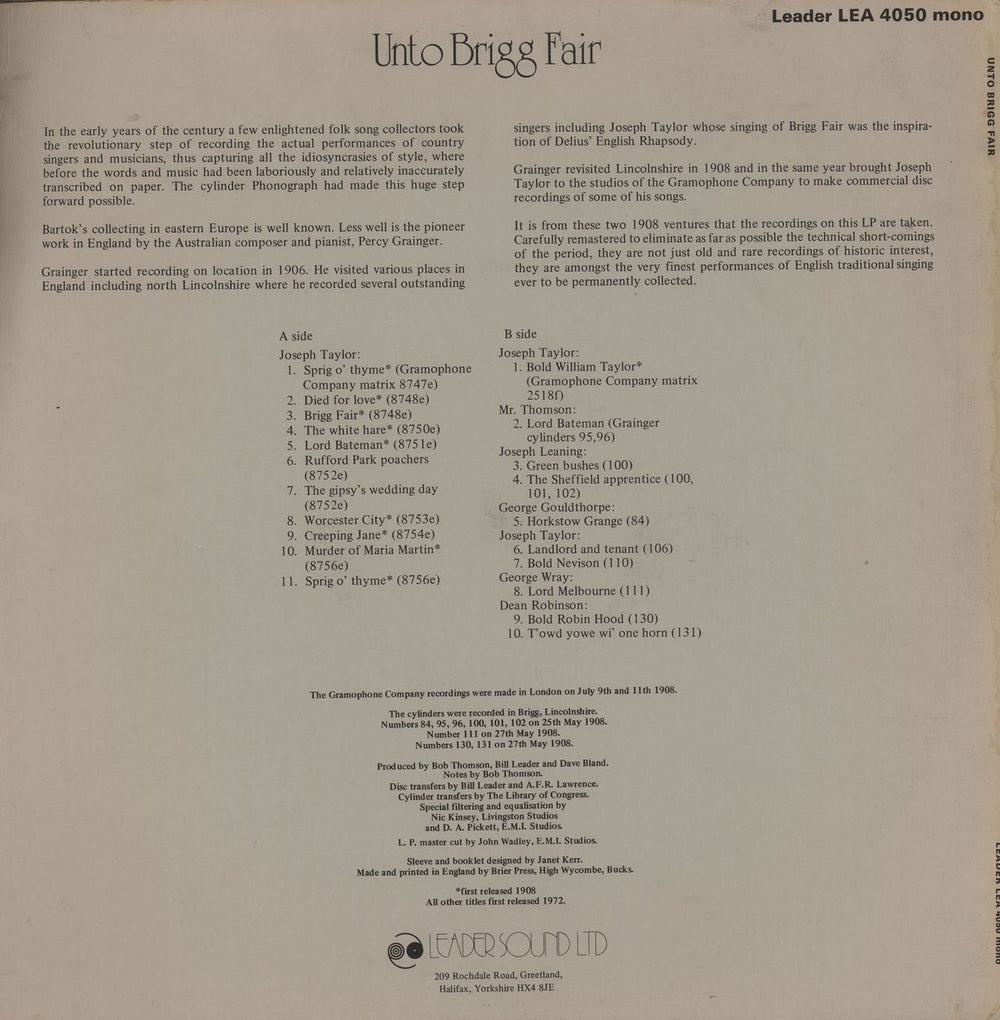 Leader LEA 4050 mono
Unto Brigg Fair
In the early years of the century a few enlightened folk song collectors took
the revolutionary step of recording the actual performances of country
singers and musicians, thus capturing all the idiosyncrasies of style, where
before the words and music had been laboriously and relatively inaccurately
transcribed on paper. The cylinder Phonograph had made this huge step
forward possible.
Bartok's collecting in eastern Europe is well known. Less well is the pioneer
work in England by the Australian composer and pianist, Percy Grainger.
Grainger started recording on location in 1906. He visited various places in
England including north Lincolnshire where he recorded several outstanding
singers including Joseph Taylor whose singing of Brigg Fair was the inspira-
tion of Delius' English Rhapsody.
Grainger revisited Lincolnshire in 1908 and in the same year brought Joseph
Taylor to the studios of the Gramophone Company to make commercial disc
recordings of some of his songs.
It is from these two 1908 ventures that the recordings on this LP are taken.
Carefully remastered to eliminate as far as possible the technical short-comings
of the period, they are not just old and rare recordings of historic interest,
they are amongst the very finest performances of English traditional singing
ever to be permanently collected.
A side
Joseph Taylor:
1. Sprig o' thyme* (Gramophone
Company matrix 8747e)
2. Died for love* (8748e)
3. Brigg Fair* (8748e)
4. The white hare* (8750e)
5. Lord Bateman* (8751e)
6. Rufford Park poachers
(8752e)
7. The gipsy's wedding day
(8752e)
8. Worcester City* (8753e)
9. Creeping Jane* (8754e)
10. Murder of Maria Martin*
(8756e)
11. Sprig o' thyme* (8756e)
B side
Joseph Taylor:
1. Bold William Taylor*
(Gramophone Company matrix
2518f)
Mr. Thomson:
2. Lord Bateman (Grainger
cylinders 95,96)
Joseph Leaning:
3. Green bushes (100)
4. The Sheffield apprentice (100,
101, 102)
George Gouldthorpe:
5. Horkstow Grange (84)
Joseph Taylor:
6. Landlord and tenant (106)
7. Bold Nevison (110)
George Wray:
8. Lord Melbourne (111)
Dean Robinson:
9. Bold Robin Hood (130)
10. T'owd yowe wi' one horn (131)
The Gramophone Company recordings were made in London on July 9th and 11th 1908.
The cylinders were recorded in Brigg, Lincolnshire.
Numbers 84, 95, 96, 100, 101, 102 on 25th May 1908.
Number 111 on 27th May 1908.
Numbers 130, 131 on 27th May 1908.
Produced by Bob Thomson, Bill Leader and Dave Bland.
Notes by Bob Thomson.
Disc transfers by Bill Leader and A.F.R. Lawrence.
Cylinder transfers by The Library of Congress.
Special filtering and equalisation by
Nic Kinsey, Livingston Studios
and D. A. Pickett, E.M.I. Studios.
L. P. master cut by John Wadley, E.M.I. Studios.
Sleeve and booklet designed by Janet Kerr.
Made and printed in England by Brier Press, High Wycombe, Bucks.
*first released 1908
All other titles first released 1972.
LEADER SOUND LTD
209 Rochdale Road, Greetland,
Halifax, Yorkshire HX4 8JE
UNTO BRIGG FAIR
LEADER LEA 4050 mono